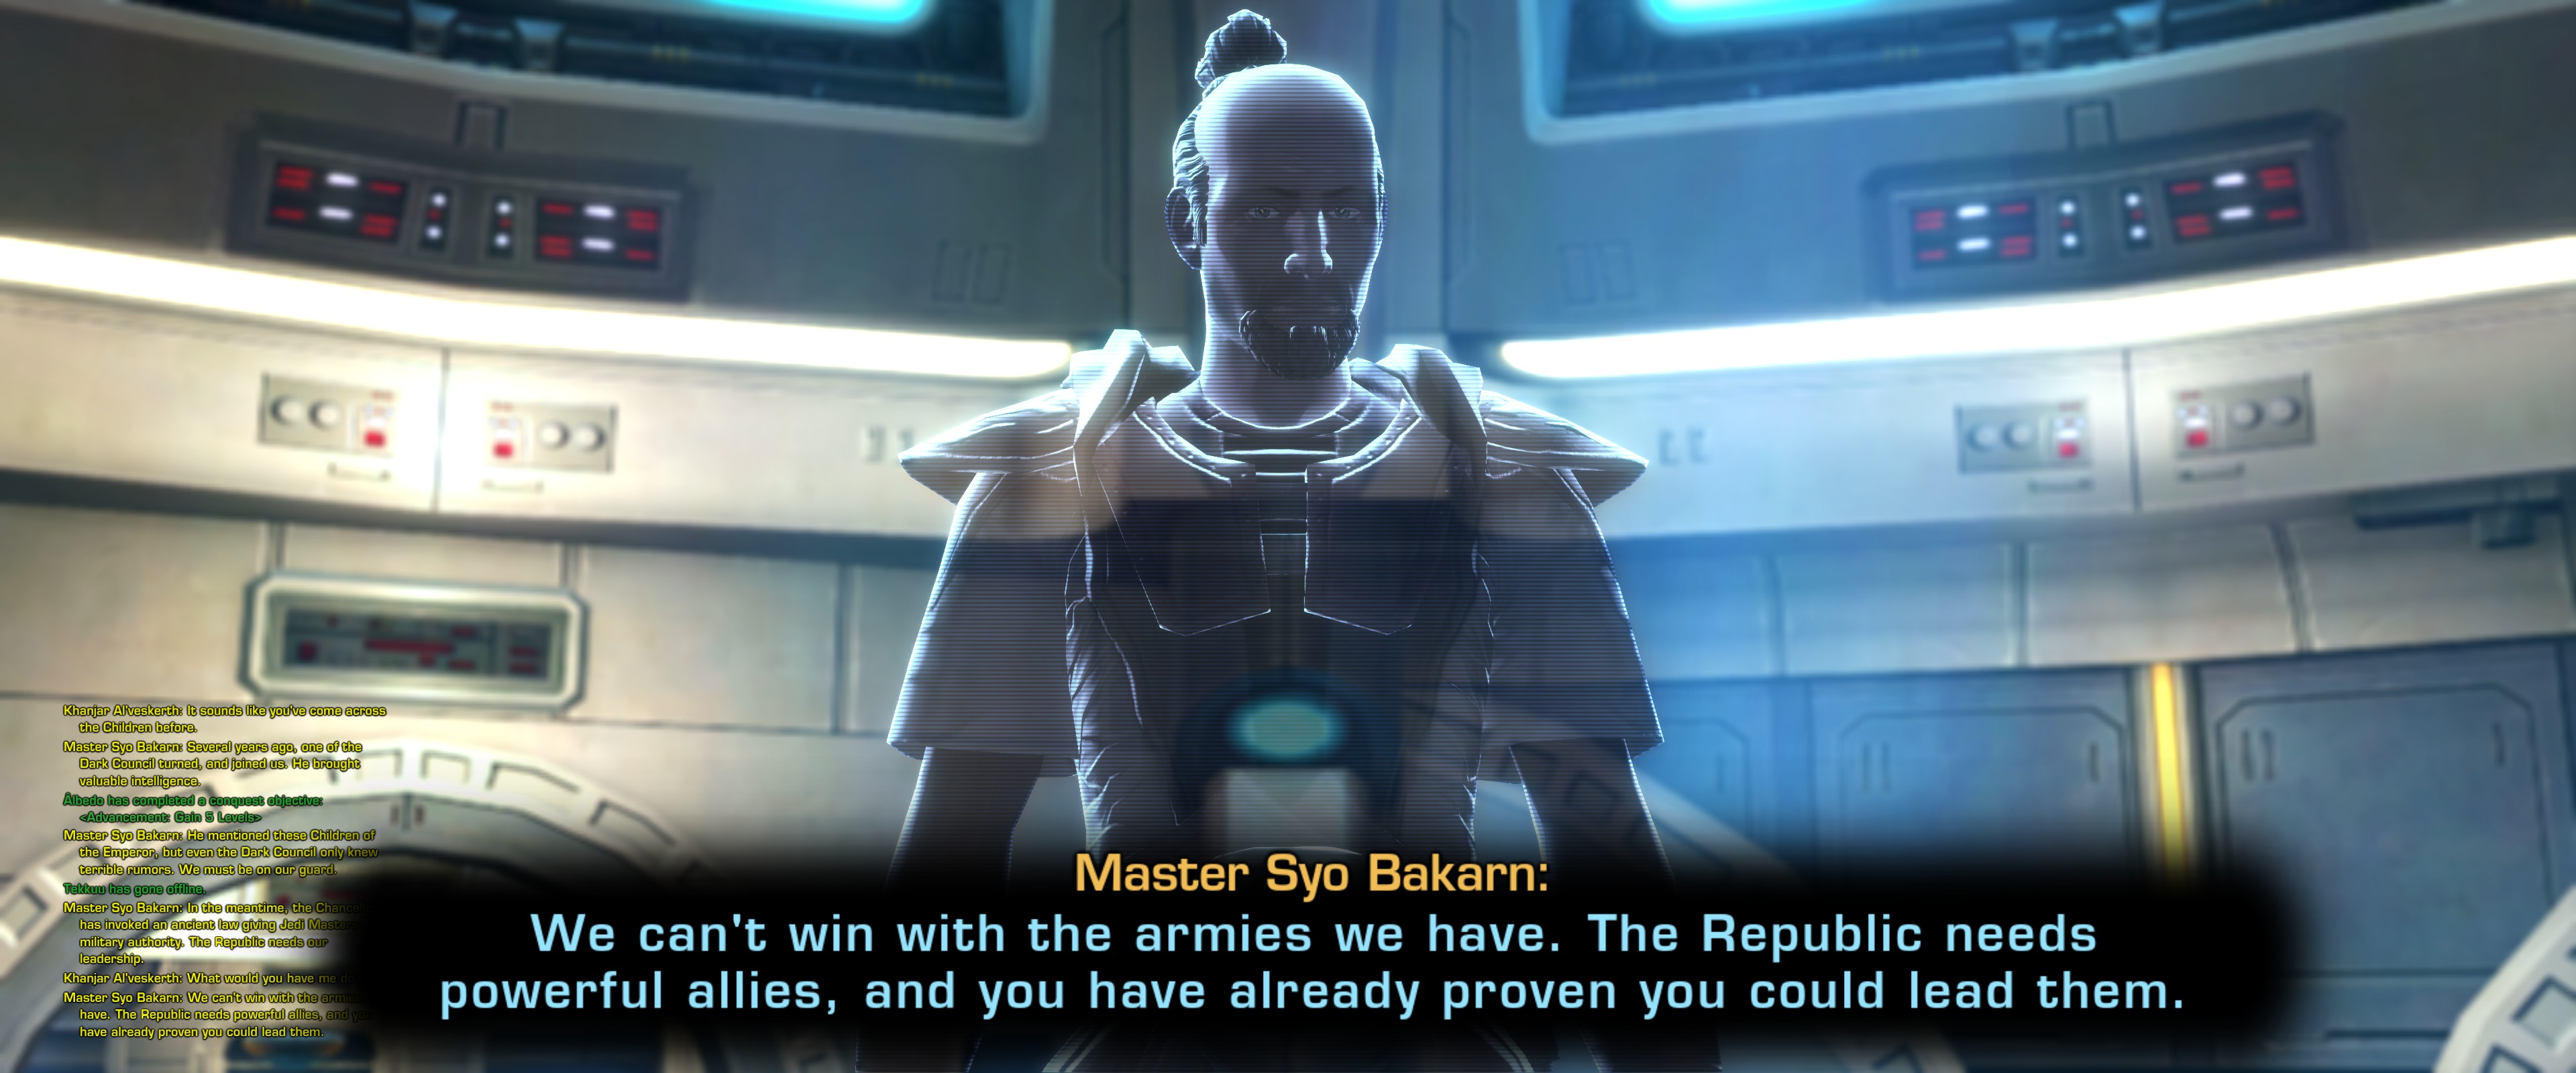 Khanjar Al'veskerth: It sounds like you've come across
the Children before.
Master Syo Bakarn: Several years ago, one of the
Dark Council turned, and joined us. He brought
valuable intelligence.
Âlbedo has completed a conquest objective:
<Advancement: Gain 5 Levels>
Master Syo Bakarn: He mentioned these Children of
the Emperor, but even the Dark Council only knew
terrible rumors. We must be on our guard.
Tekkuu has gone offline.
Master Syo Bakarn: In the meantime, the
has invoked an ancient law giving Jedi
military authority. The Republic needs our
leadership.
Khanjar Al'veskerth: What would you have me
Master Syo Bakarn: We can't win with the
have. The Republic needs powerful allies, and
have already proven you could lead them.
Master Syo Bakarn:
We can't win with the armies we have. The Republic needs
powerful allies, and you have already proven you could lead them.